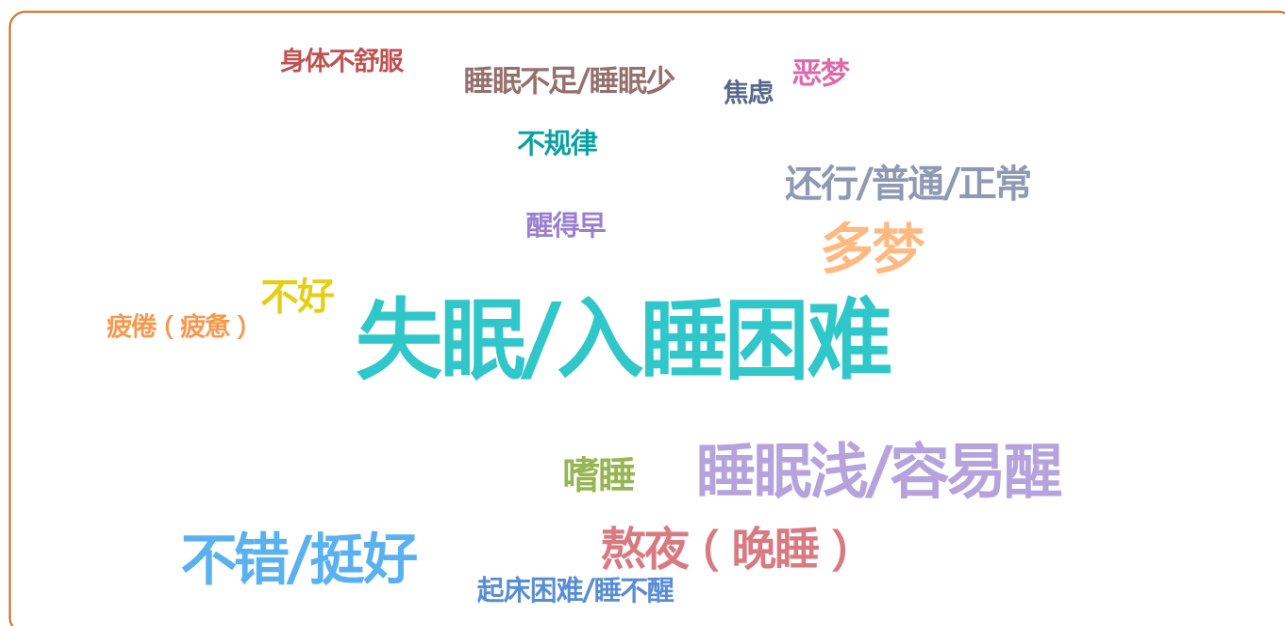 身体不舒服
睡眠不足/睡眠少
焦虑
恶梦
不规律
还行/普通/正常
醒得早
多梦
不好
疲倦（疲惫）
失眠/入睡困难
睡眠浅/容易醒
嗜睡
不错/挺好
熬夜（晚睡）
起床困难/睡不醒